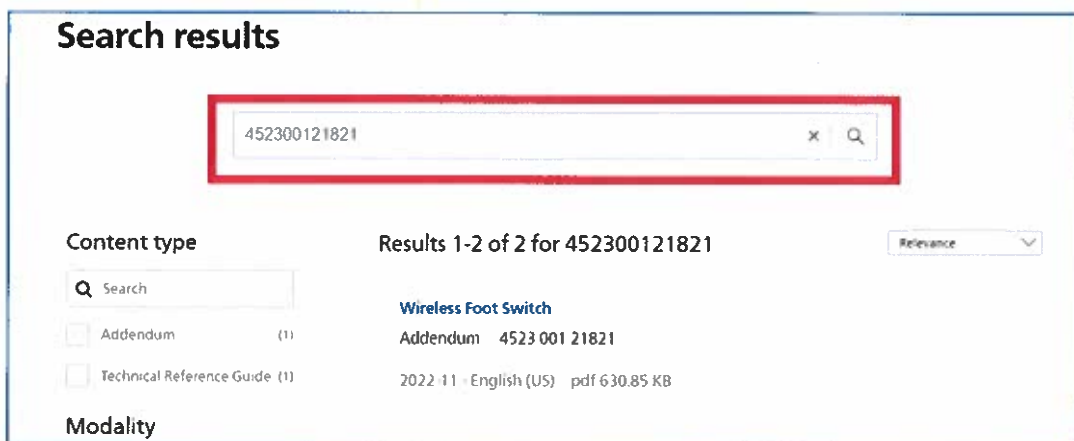 Search results
452300121821
Content type
Results 1-2 of 2 for 452300121821
Relevance
Search
Wireless Foot Switch
Addendum (1)
Addendum 4523 001 21821
Technical Reference Guide (1)
2022-11 - English (US) pdf 630.85 KB
Modality